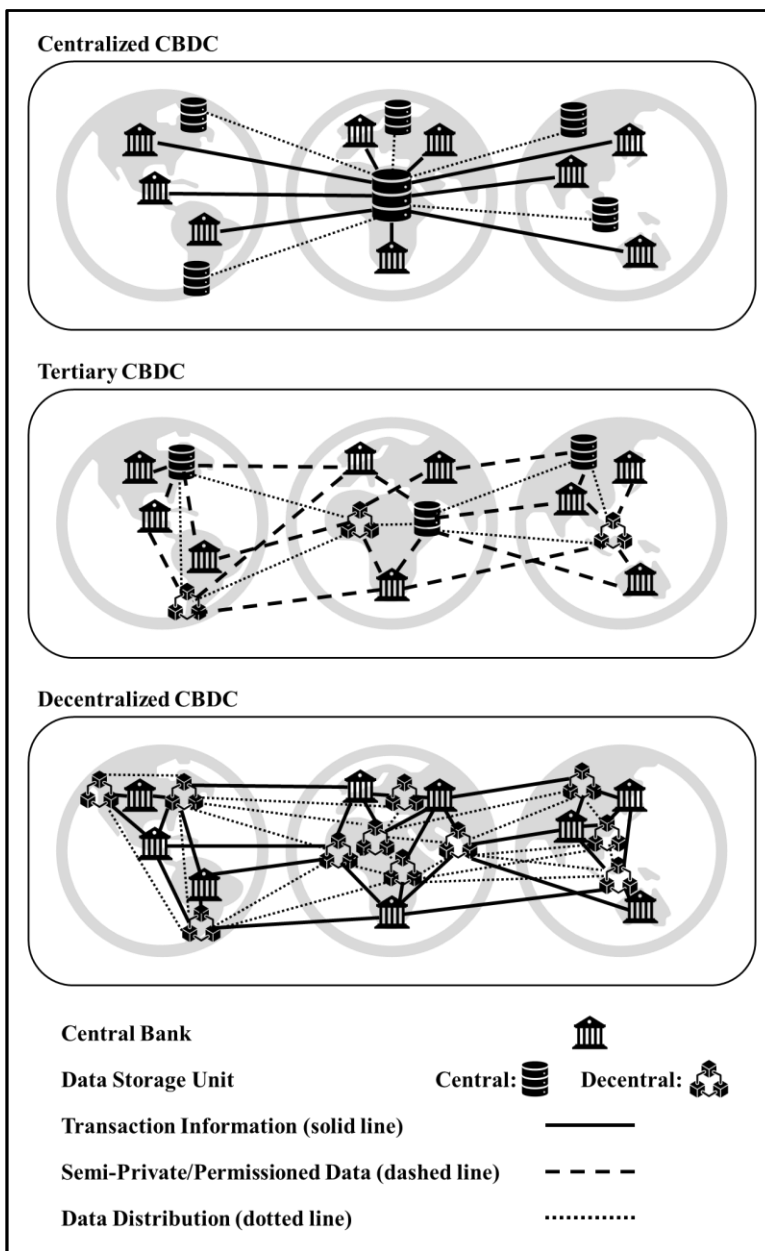 Centralized CBDC
Tertiary CBDC
Decentralized CBDC
Central Bank
Data Storage Unit Central: Decentral:
Transaction Information (solid line)
Semi-Private/Permissioned Data (dashed line)
Data Distribution (dotted line)